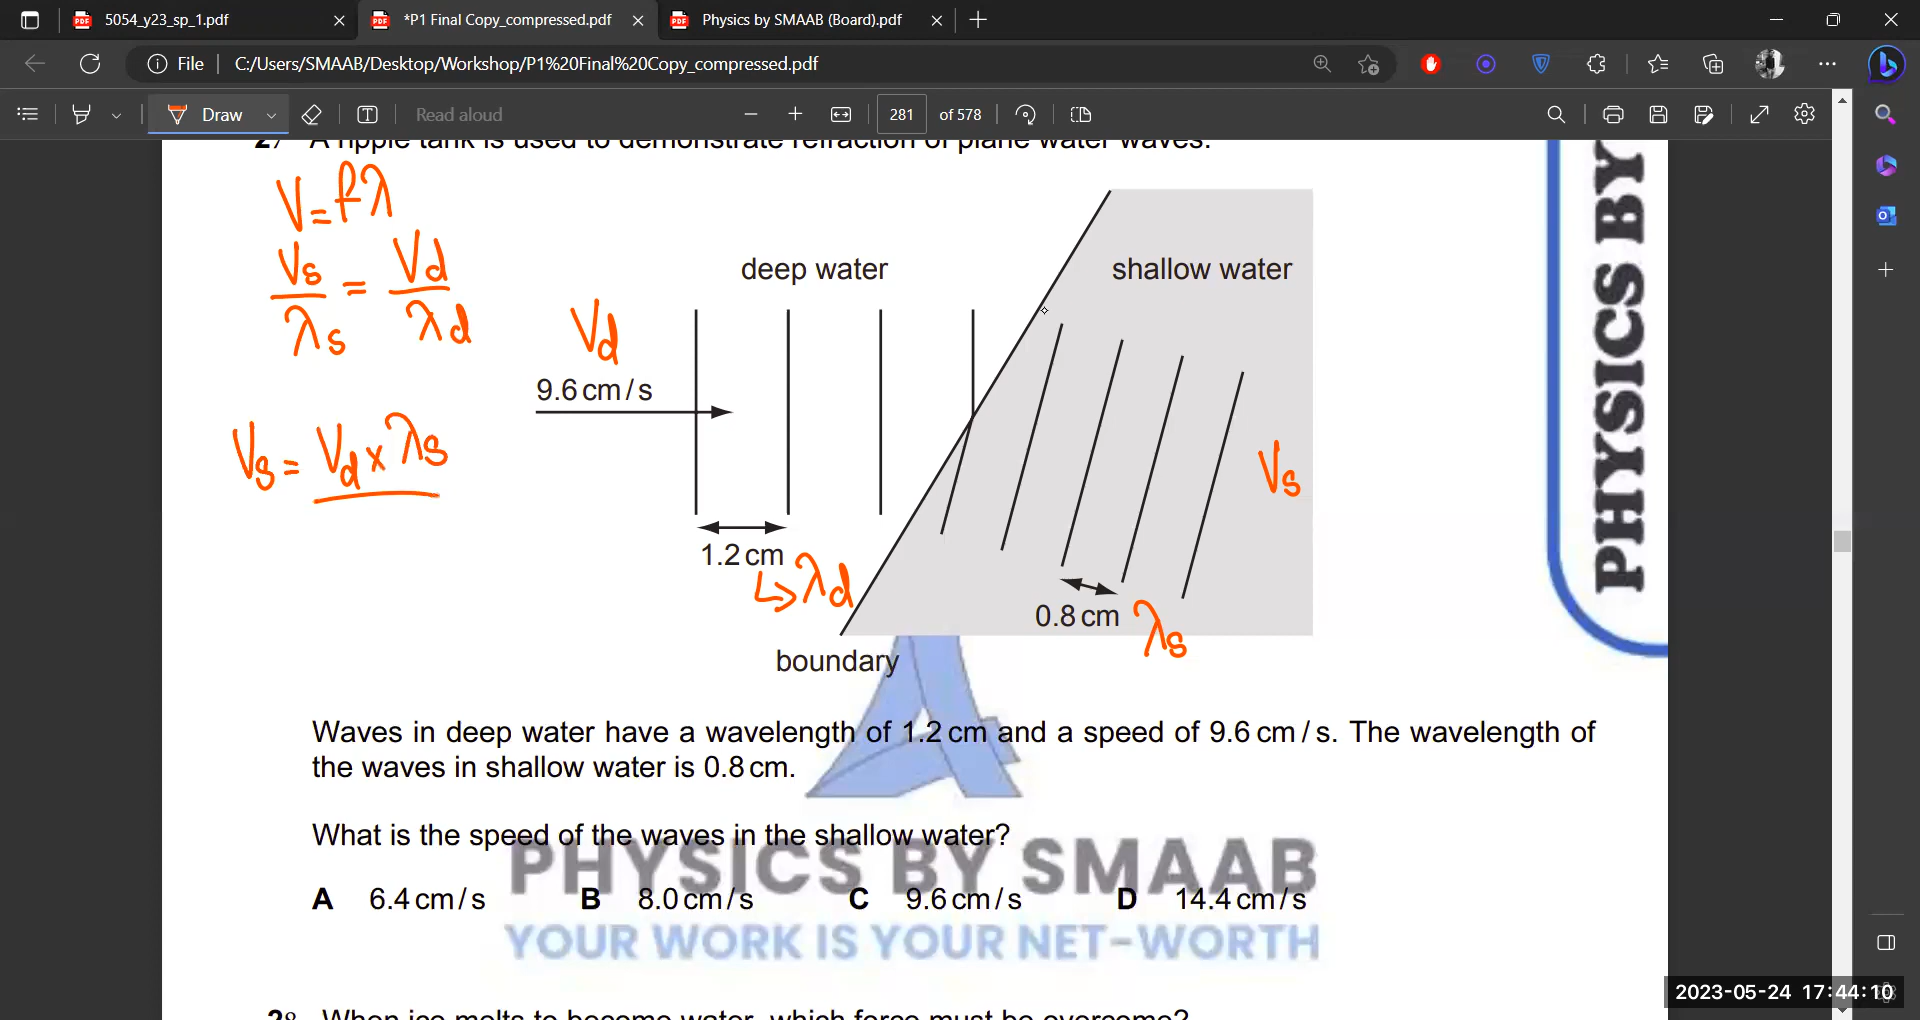 5054_y23_sp_1.pdf
*P1 Final Copy_compressed.pdf
Physics by SMAAB (Board).pdf
File
C:/Users/SMAAB/Desktop/Workshop/P1%20Final%20Copy_compressed.pdf
Draw
Read aloud
281 of 578
A ripple tank is used to demonstrate refraction of plane water waves.
V=fλ
Vs/λs = Vd/λd
Vs = Vd x λs
deep water
shallow water
Vd
9.6 cm/s
Vs
1.2 cm
λd
0.8 cm
λs
boundary
PHYSICS BY
Waves in deep water have a wavelength of 1.2 cm and a speed of 9.6 cm/s. The wavelength of
the waves in shallow water is 0.8 cm.
What is the speed of the waves in the shallow water?
PHYSICS BY SMAAB
A 6.4 cm/s B 8.0 cm/s C 9.6 cm/s D 14.4 cm/s
YOUR WORK IS YOUR NET-WORTH
2023-05-24 17:44:10
28 When ice melts to become water, which force must be overcome?